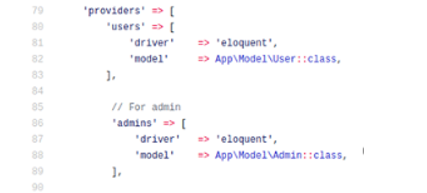 79 'providers' => [
80 'users' => [
81 'driver' => 'eloquent',
82 'model' => App\Model\User::class,
83 ],
84
85 // For admin
86 'admins' => [
87 'driver' => 'eloquent',
88 'model' => App\Model\Admin::class,
89 ],
90